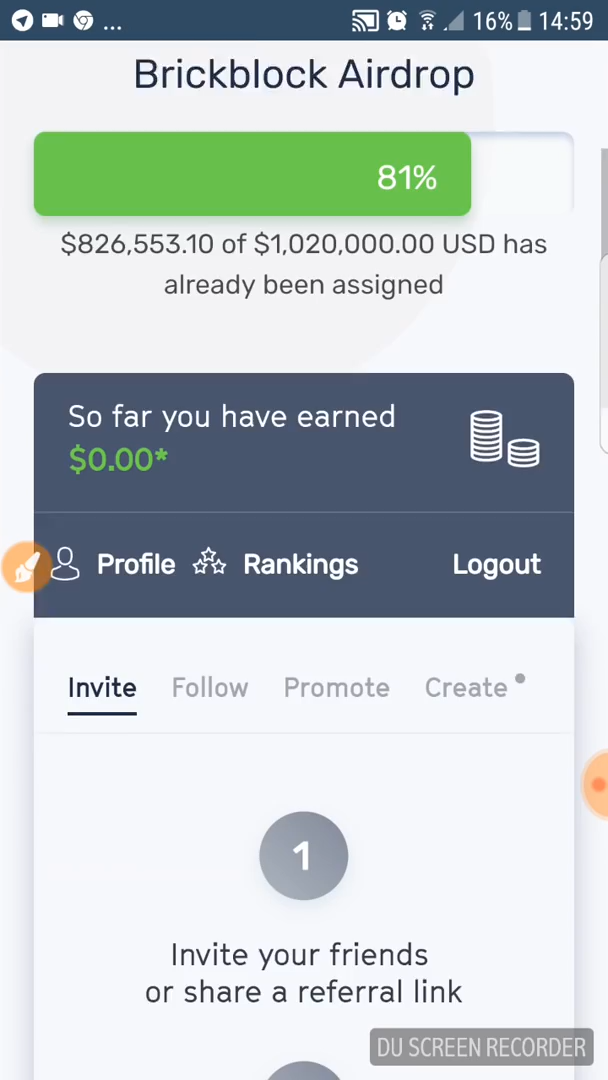 ... 16% 14:59
Brickblock Airdrop
81%
$826,553.10 of $1,020,000.00 USD has
already been assigned
So far you have earned
$0.00*
Profile Rankings Logout
Invite Follow Promote Create
1
Invite your friends
or share a referral link
DU SCREEN RECORDER